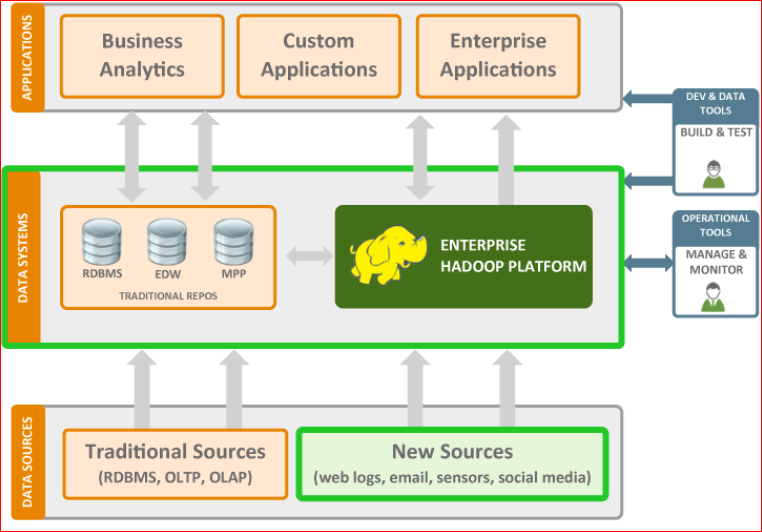 APPLICATIONS
Business
Analytics
Custom
Applications
Enterprise
Applications
DEV & DATA
TOOLS
BUILD & TEST
DATA SYSTEMS
RDBMS
EDW
MPP
TRADITIONAL REPOS
ENTERPRISE
HADOOP PLATFORM
OPERATIONAL
TOOLS
MANAGE &
MONITOR
DATA SOURCES
Traditional Sources
(RDBMS, OLTP, OLAP)
New Sources
(web logs, email, sensors, social media)